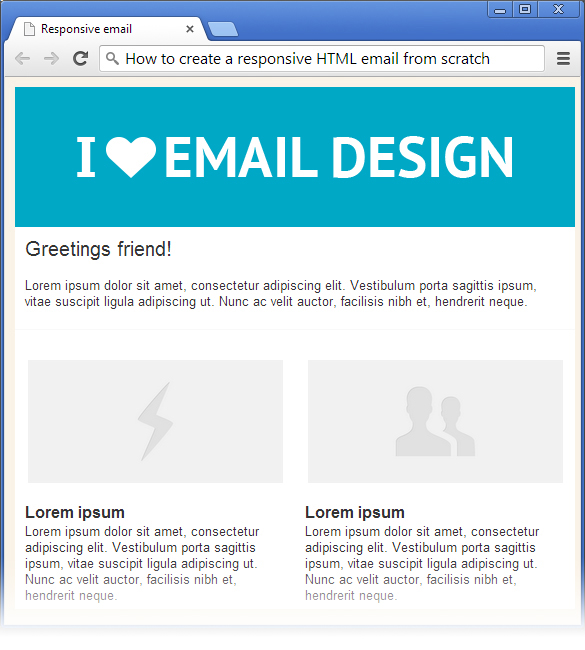 Responsive email
How to create a responsive HTML email from scratch
I ❤ EMAIL DESIGN
Greetings friend!
Lorem ipsum dolor sit amet, consectetur adipiscing elit. Vestibulum porta sagittis ipsum,
vitae suscipit ligula adipiscing ut. Nunc ac velit auctor, facilisis nibh et, hendrerit neque.
Lorem ipsum
Lorem ipsum dolor sit amet, consectetur
adipiscing elit. Vestibulum porta sagittis
ipsum, vitae suscipit ligula adipiscing ut.
Nunc ac velit auctor, facilisis nibh et,
hendrerit neque.
Lorem ipsum
Lorem ipsum dolor sit amet, consectetur
adipiscing elit. Vestibulum porta sagittis
ipsum, vitae suscipit ligula adipiscing ut.
Nunc ac velit auctor, facilisis nibh et,
hendrerit neque.